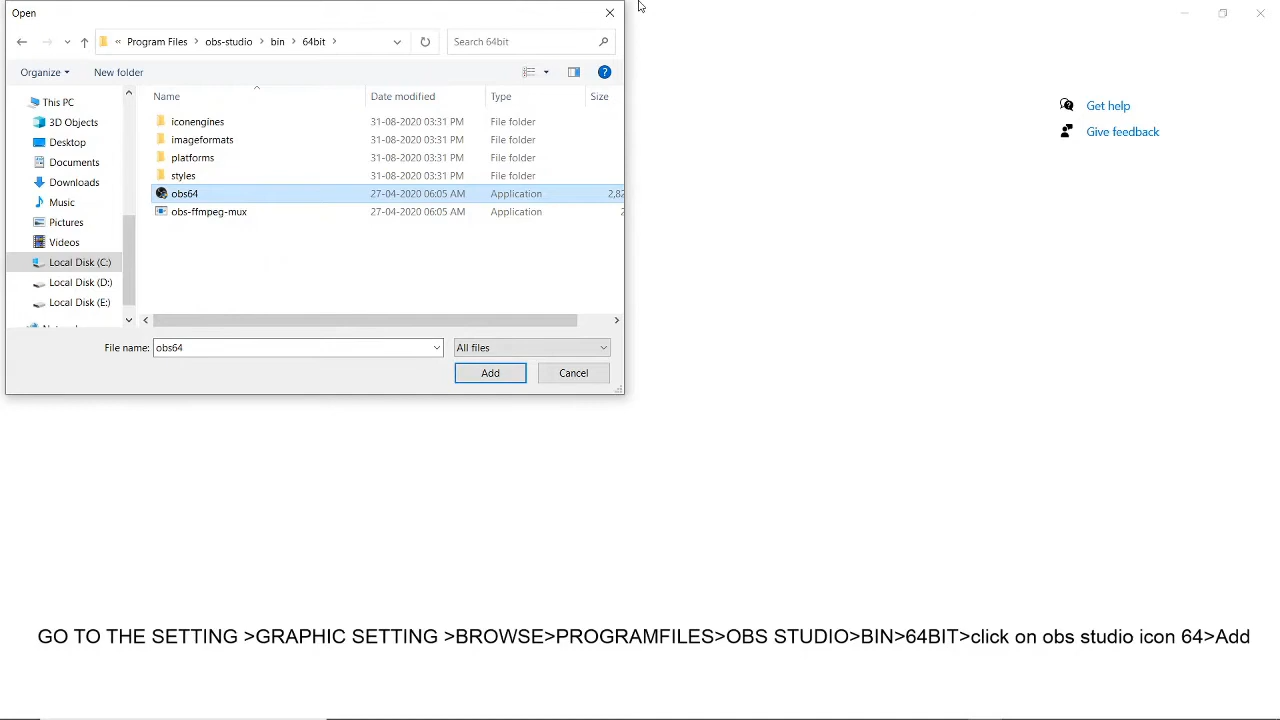 Open
« Program Files > obs-studio > bin > 64bit >
Search 64bit
Organize
New folder
Name
Date modified
Type
Size
This PC
3D Objects
Desktop
Documents
Downloads
Music
Pictures
Videos
Local Disk (C:)
Local Disk (D:)
Local Disk (E:)
iconengines 31-08-2020 03:31 PM File folder
imageformats 31-08-2020 03:31 PM File folder
platforms 31-08-2020 03:31 PM File folder
styles 31-08-2020 03:31 PM File folder
obs64 27-04-2020 06:05 AM Application 2,82
obs-ffmpeg-mux 27-04-2020 06:05 AM Application 2
File name: obs64
All files
Add
Cancel
Get help
Give feedback
GO TO THE SETTING >GRAPHIC SETTING >BROWSE>PROGRAMFILES>OBS STUDIO>BIN>64BIT>click on obs studio icon 64>Add